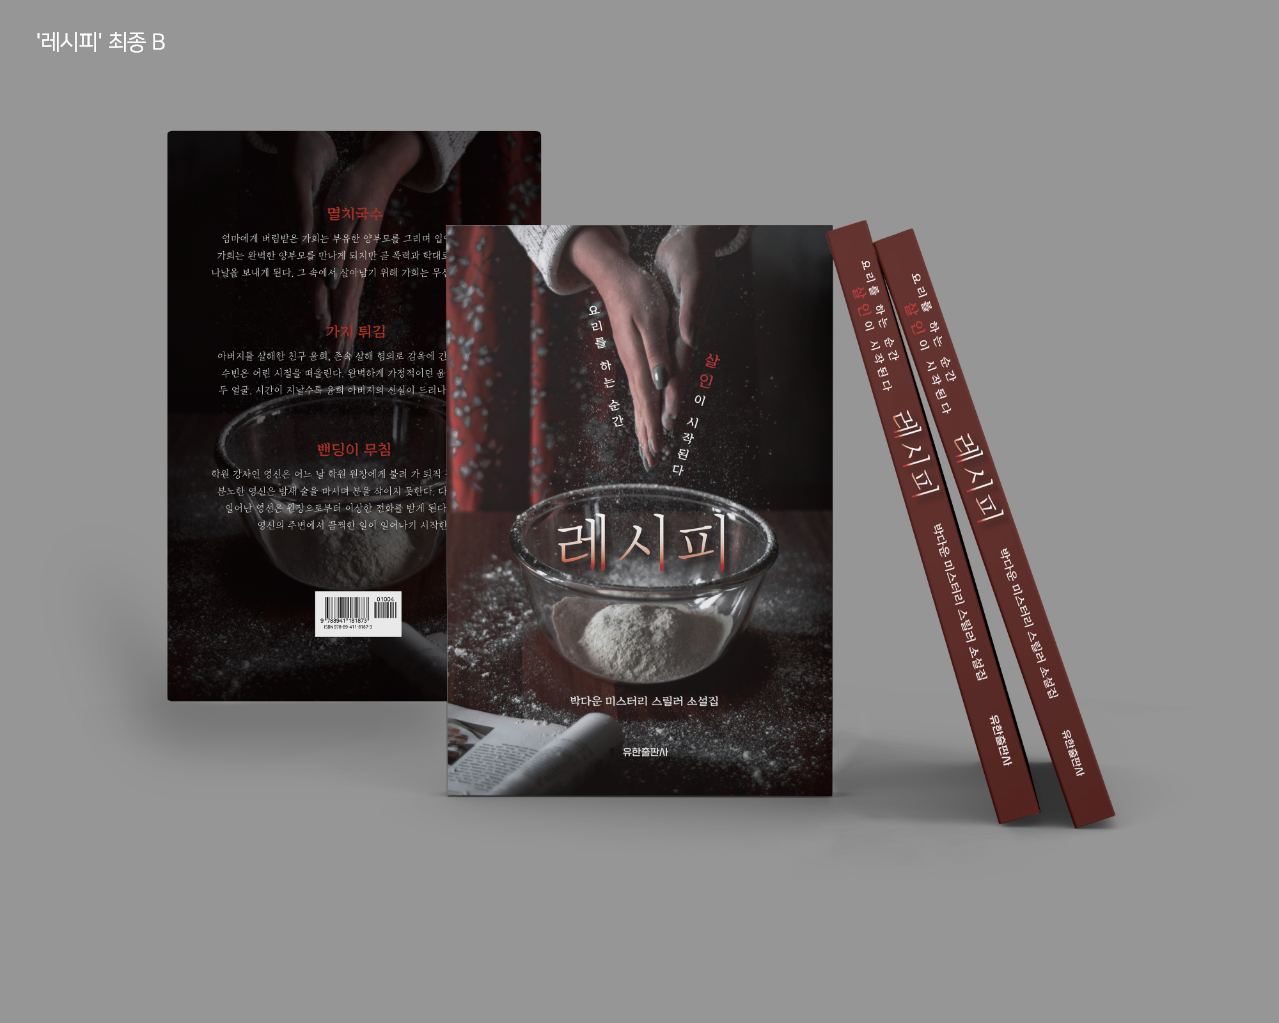 '레시피' 최종 B
멸치국수
엄마에게 버림받은 가희는 부유한 양부모를 그리며 입
가희는 완벽한 양부모를 만나게 되지만 곧 폭력과 학대로
나날을 보내게 된다. 그 속에서 살아남기 위해 가희는 무
가지 튀김
아버지를 살해한 친구 윤희, 존속 살해 혐의로 감옥에 간
수빈은 어린 시절을 떠올린다. 완벽하게 가정적이던 윤
두 얼굴. 시간이 지날수록 윤희 아버지의 진실이 드러나
밴딩이 무침
학원 강사인 영신은 어느 날 학원 원장에게 불려 가 퇴직
분노한 영신은 밤새 술을 마시며 분을 삭이지 못한다. 다
일어난 영신은 원장으로부터 이상한 전화를 받게 된다
영신의 주변에서 끔찍한 일이 일어나기 시작한
01004
9 788941 181873
ISBN 978-89-411-8187-3
요리를 하는 순간
살인이 시작된다
레시피
박다운 미스터리 스릴러 소설집
유한출판사
요리를 하는 순간
살인이 시작된다
레시피
박다운 미스터리 스릴러 소설집
유한출판사
요리를 하는 순간
살인이 시작된다
레시피
박다운 미스터리 스릴러 소설집
유한출판사